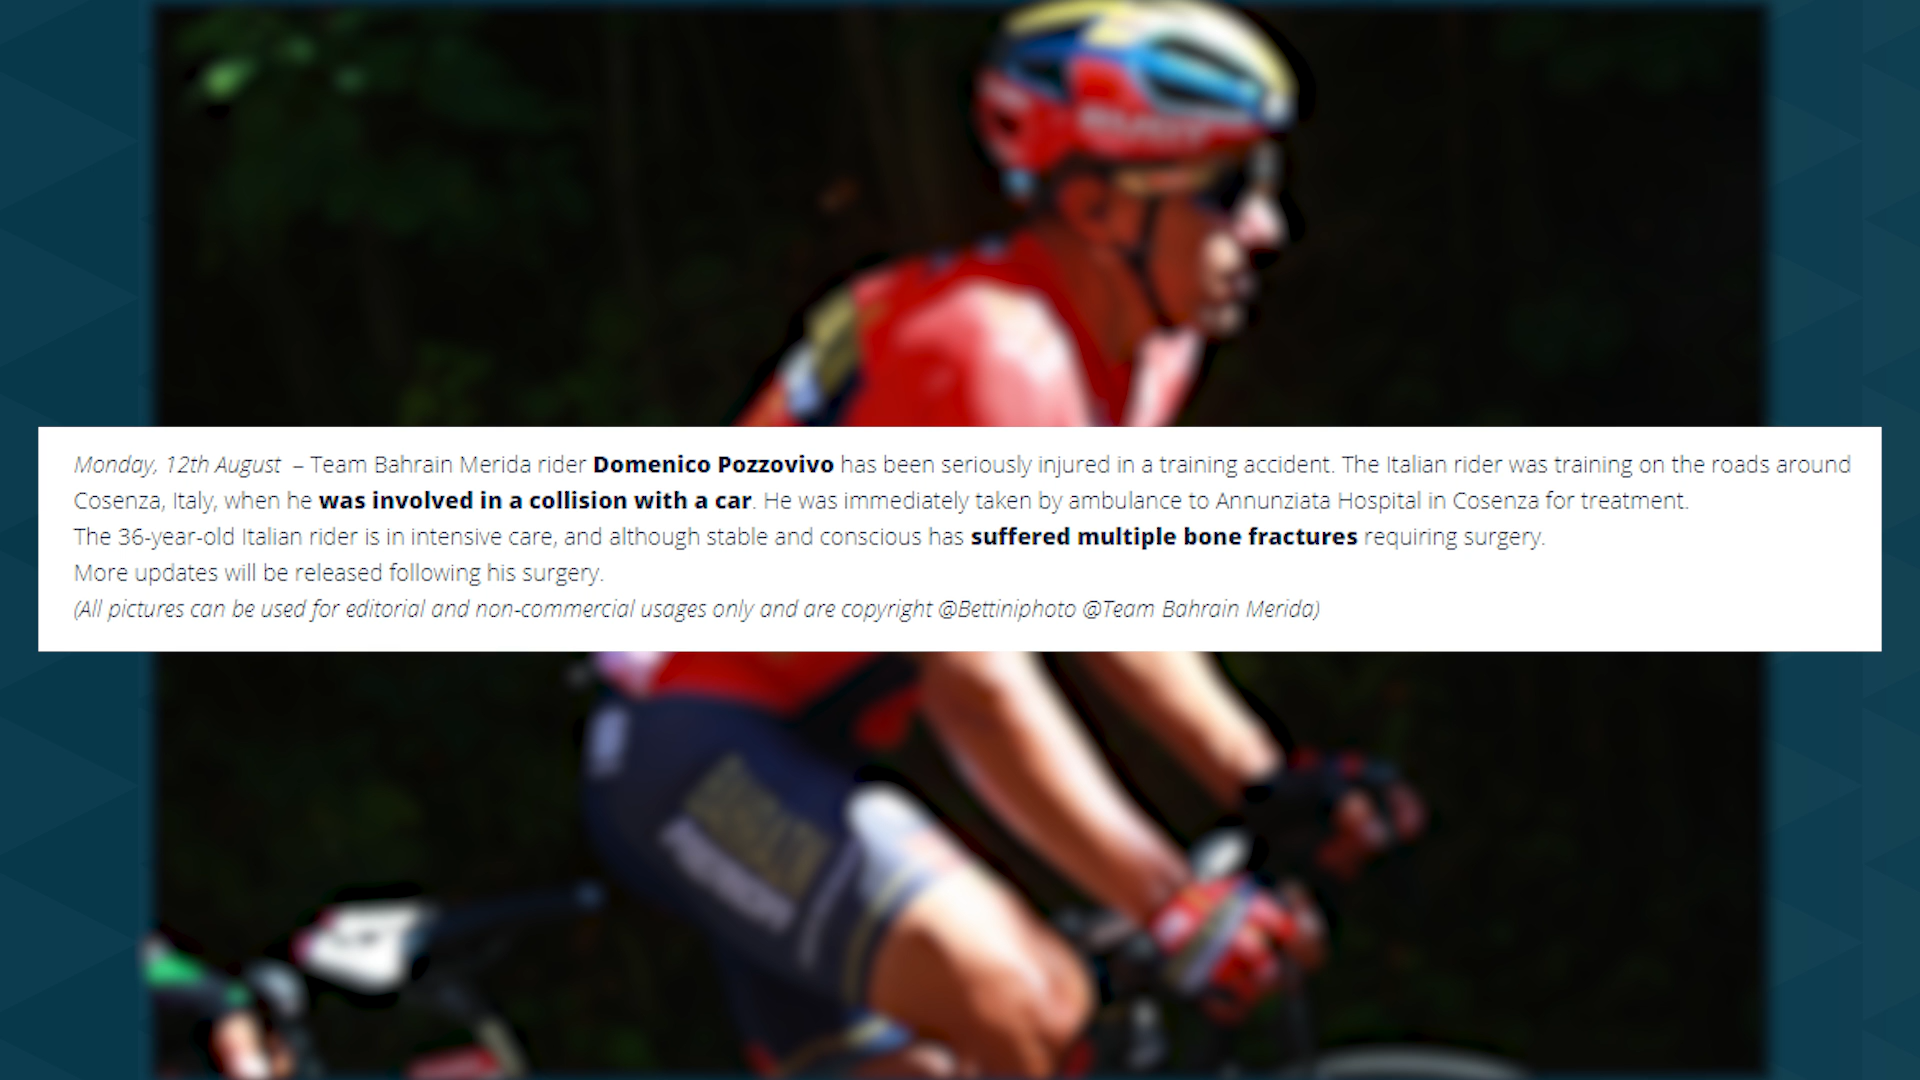 Monday, 12th August – Team Bahrain Merida rider Domenico Pozzovivo has been seriously injured in a training accident. The Italian rider was training on the roads around
Cosenza, Italy, when he was involved in a collision with a car. He was immediately taken by ambulance to Annunziata Hospital in Cosenza for treatment.
The 36-year-old Italian rider is in intensive care, and although stable and conscious has suffered multiple bone fractures requiring surgery.
More updates will be released following his surgery.
(All pictures can be used for editorial and non-commercial usages only and are copyright @Bettiniphoto @Team Bahrain Merida)